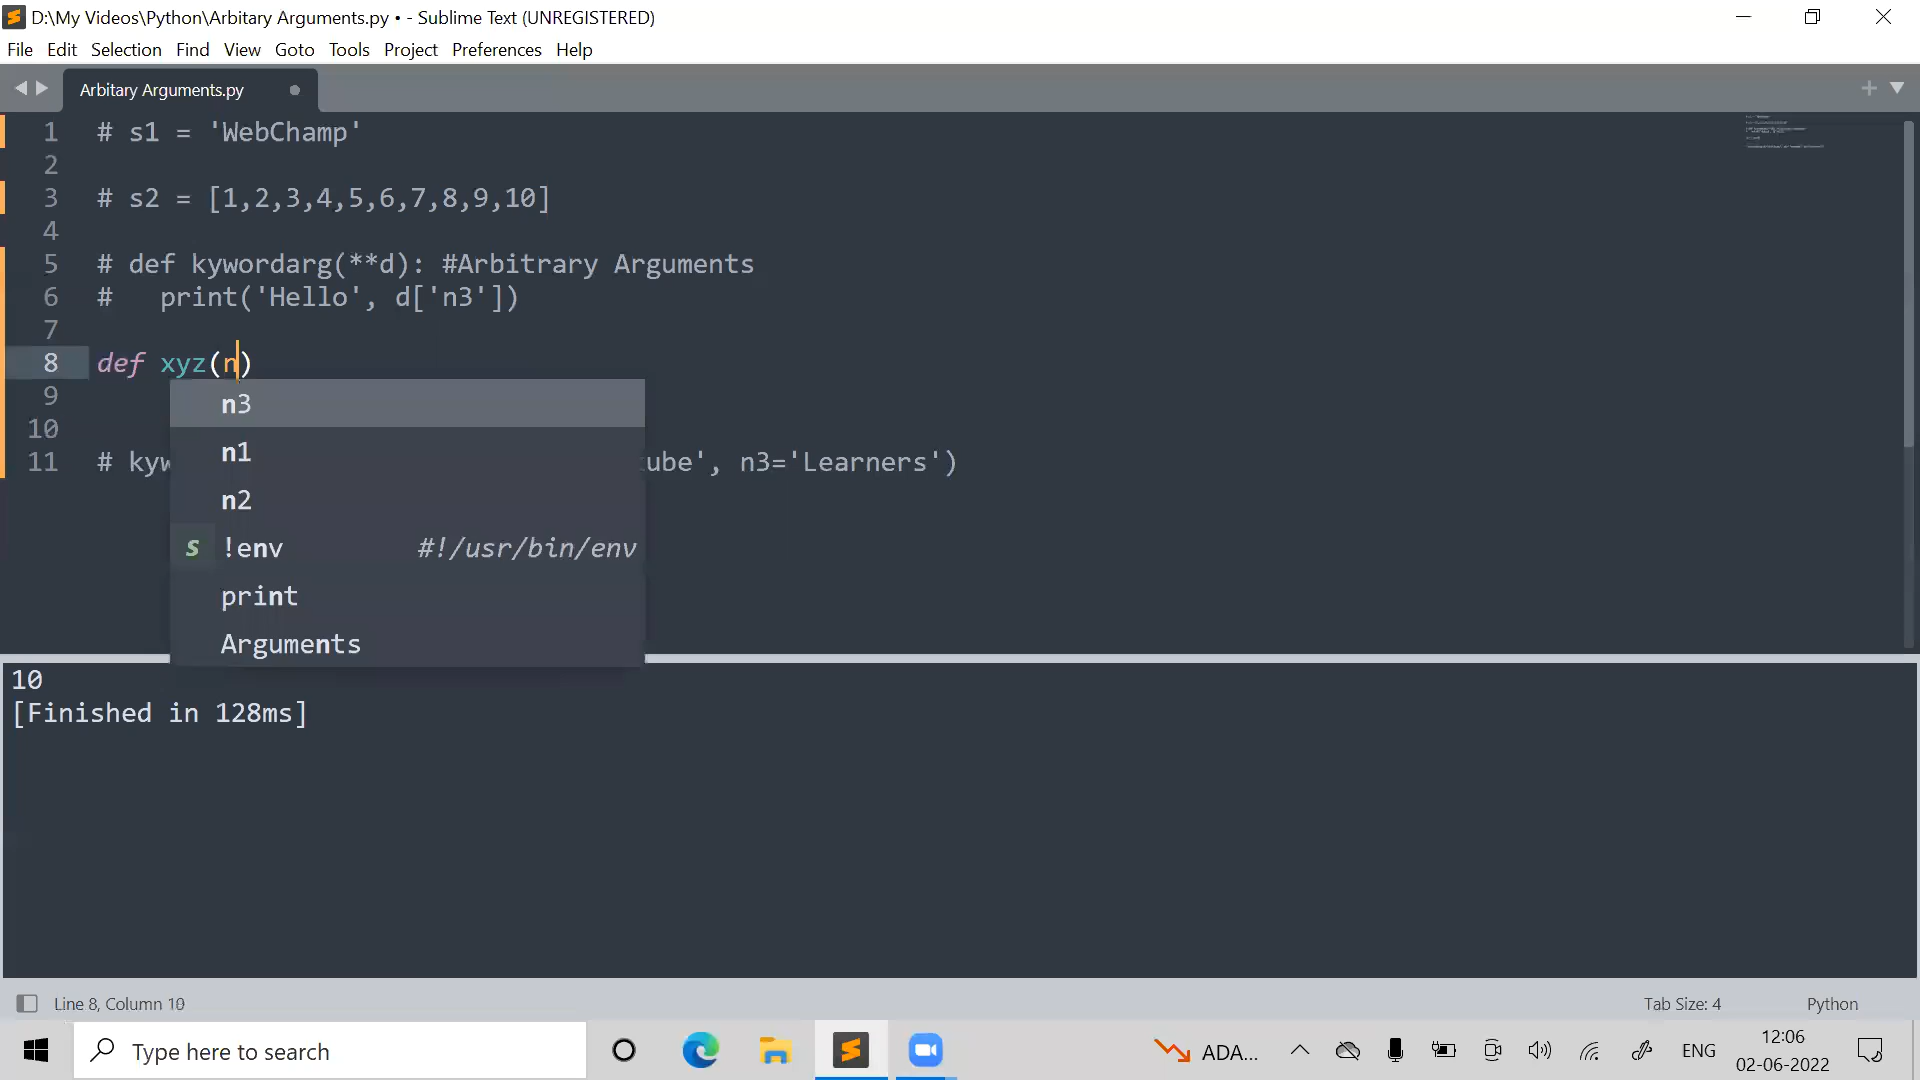 D:\My Videos\Python\Arbitary Arguments.py • - Sublime Text (UNREGISTERED)
File Edit Selection Find View Goto Tools Project Preferences Help
Arbitary Arguments.py
1 # s1 = 'WebChamp'
2
3 # s2 = [1,2,3,4,5,6,7,8,9,10]
4
5 # def kywordarg(**d): #Arbitrary Arguments
6 # print('Hello', d['n3'])
7
8 def xyz(n)
9
n3
10
n1
11 # kyw ube', n3='Learners')
n2
s !env #!/usr/bin/env
print
Arguments
10
[Finished in 128ms]
Line 8, Column 10 Tab Size: 4 Python
Type here to search ADA... ENG 12:06
02-06-2022